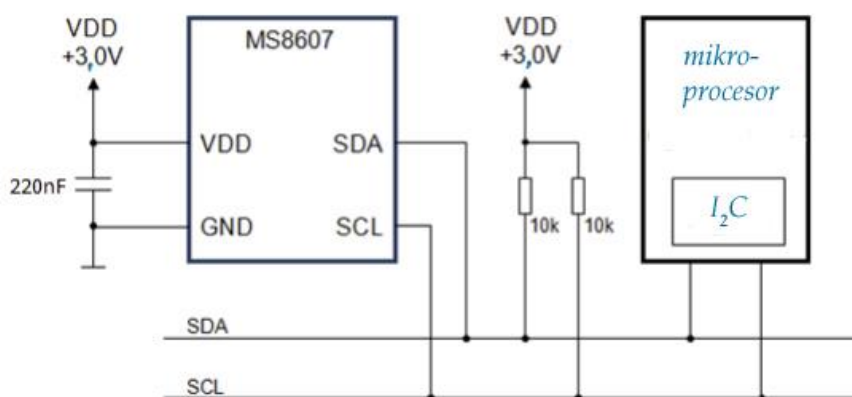 VDD
+3,0V
MS8607
VDD
+3,0V
mikro-
procesor
VDD
SDA
220nF
GND
SCL
10k
10k
I₂C
SDA
SCL